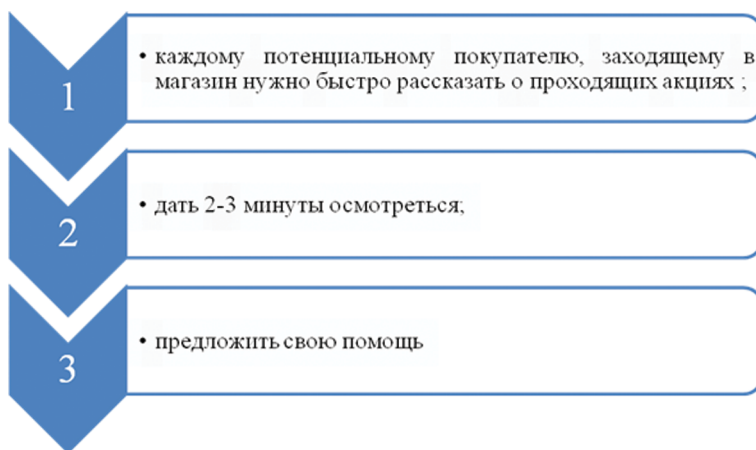 1
• каждому потенциальному покупателю, заходящему в
магазин нужно быстро рассказать о проходящих акциях ;
2
• дать 2-3 минуты осмотреться;
3
• предложить свою помощь